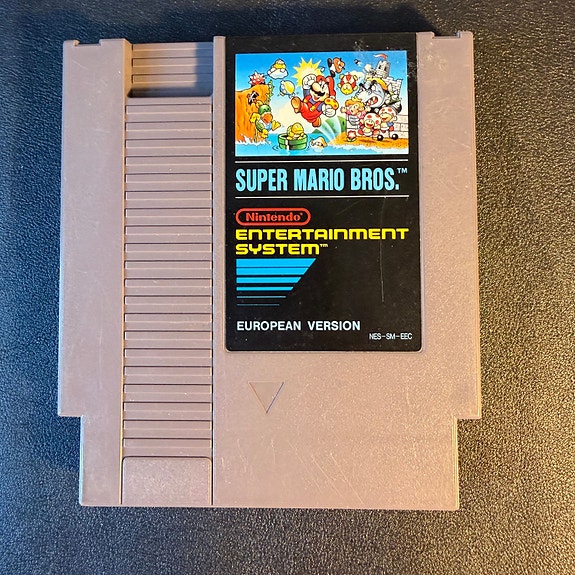 SUPER MARIO BROS.™
Nintendo
ENTERTAINMENT
SYSTEM™
EUROPEAN VERSION
NES-SM-EEC